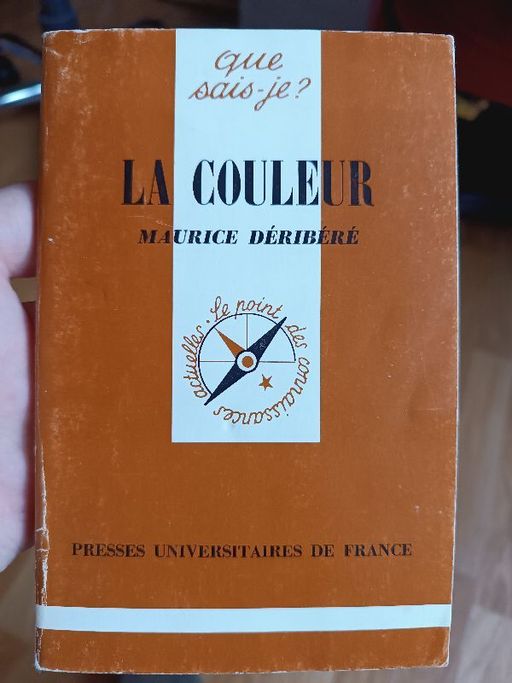 que
sais-je?
LA COULEUR
MAURICE DÉRIBÉRÉ
Le point des connaissances actuelles.
PRESSES UNIVERSITAIRES DE FRANCE